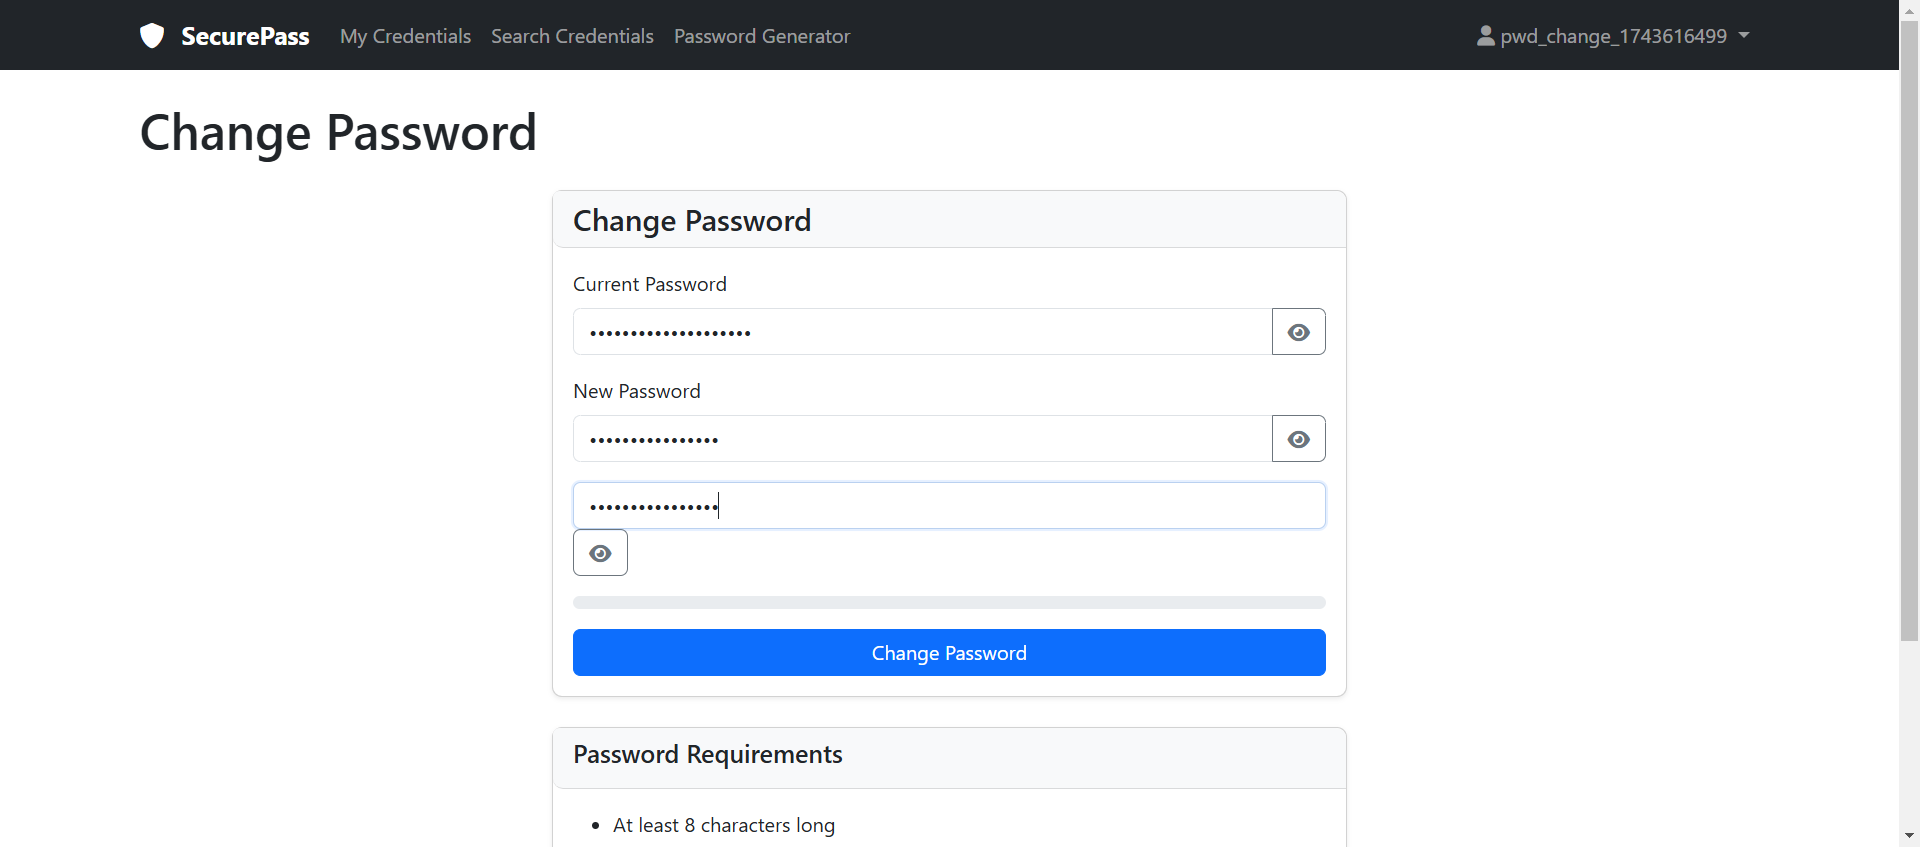 SecurePass My Credentials Search Credentials Password Generator pwd_change_1743616499
Change Password
Change Password
Current Password
••••••••••••••••••••
New Password
••••••••••••••••
••••••••••••••••
Change Password
Password Requirements
• At least 8 characters long